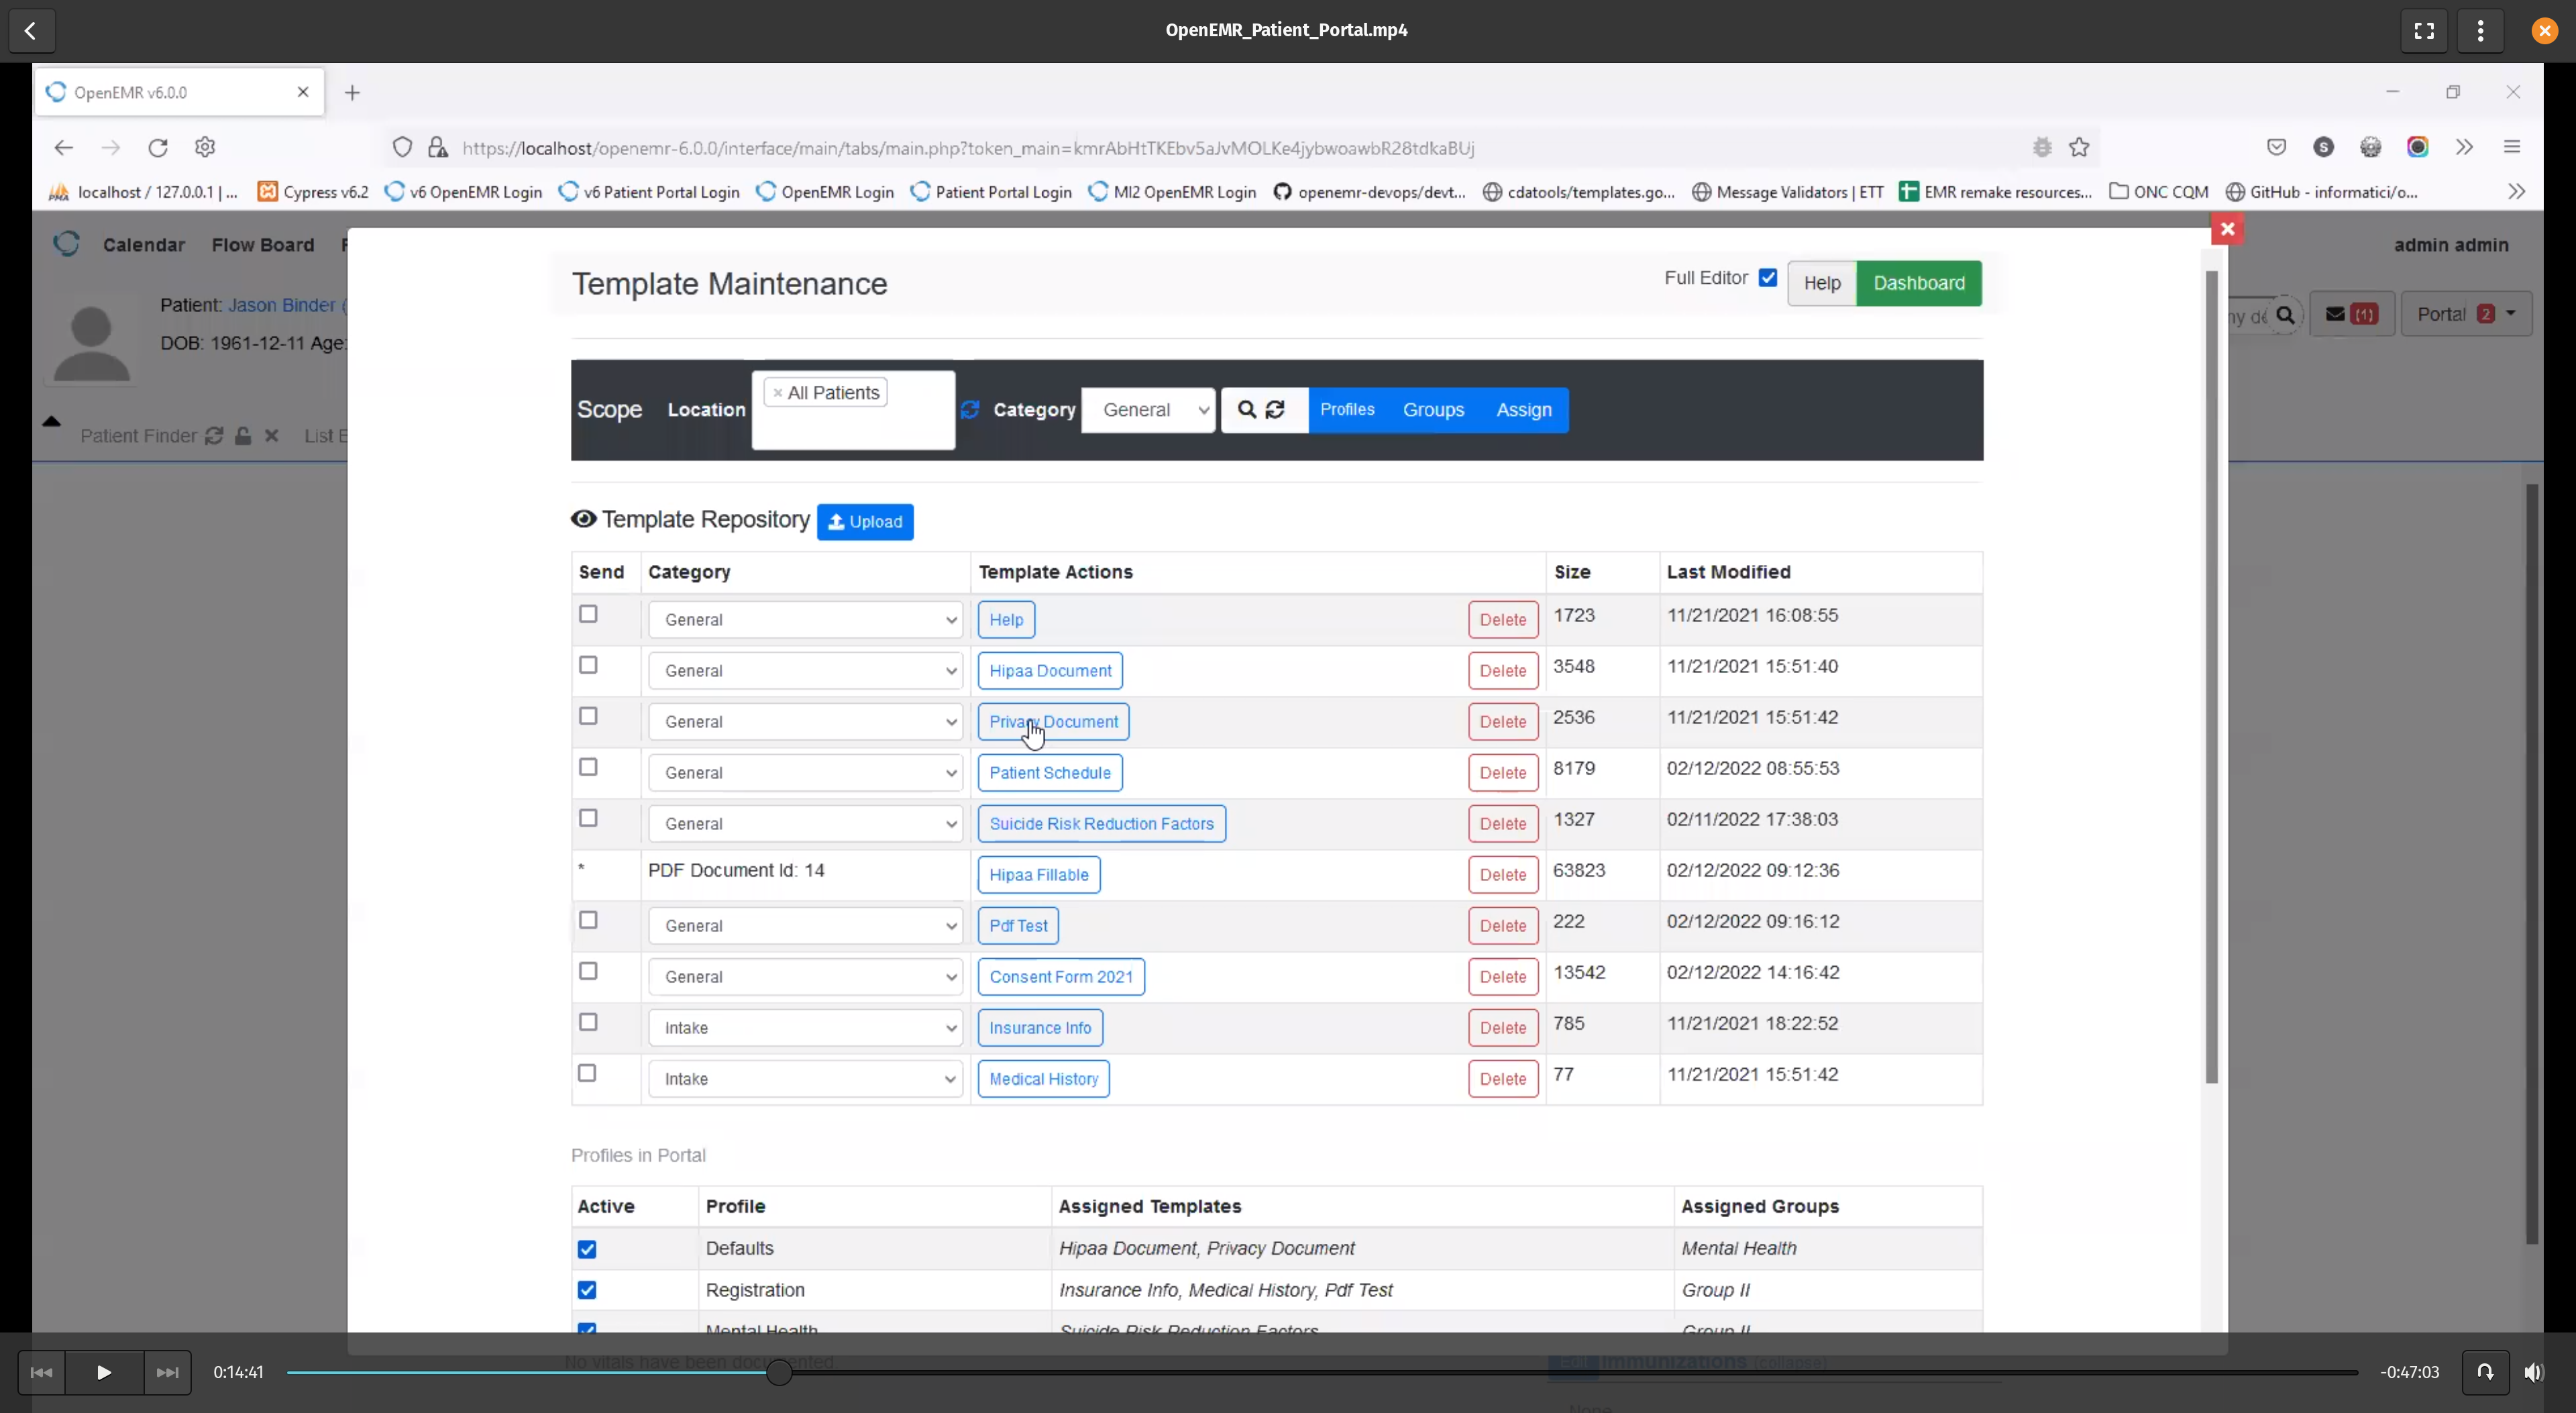 OpenEMR_Patient_Portal.mp4
OpenEMR v6.0.0
https://localhost/openemr-6.0.0/interface/main/tabs/main.php?token_main=kmrAbHtTKEbv5aJvMOLKe4jybwoawbR28tdkaBUj
localhost / 127.0.0.1 | ... Cypress v6.2 v6 OpenEMR Login v6 Patient Portal Login OpenEMR Login Patient Portal Login MI2 OpenEMR Login openemr-devops/devt... cdatools/templates.go... Message Validators | ETT EMR remake resources... ONC CQM GitHub - informatici/o...
Calendar Flow Board admin admin
Template Maintenance Full Editor Help Dashboard
Patient: Jason Binder (
DOB: 1961-12-11 Age:
(1) Portal 2
Scope Location × All Patients Category General Profiles Groups Assign
Patient Finder List
Template Repository Upload
Send Category Template Actions Size Last Modified
General Help Delete 1723 11/21/2021 16:08:55
General Hipaa Document Delete 3548 11/21/2021 15:51:40
General Privacy Document Delete 2536 11/21/2021 15:51:42
General Patient Schedule Delete 8179 02/12/2022 08:55:53
General Suicide Risk Reduction Factors Delete 1327 02/11/2022 17:38:03
* PDF Document Id: 14 Hipaa Fillable Delete 63823 02/12/2022 09:12:36
General Pdf Test Delete 222 02/12/2022 09:16:12
General Consent Form 2021 Delete 13542 02/12/2022 14:16:42
Intake Insurance Info Delete 785 11/21/2021 18:22:52
Intake Medical History Delete 77 11/21/2021 15:51:42
Profiles in Portal
Active Profile Assigned Templates Assigned Groups
Defaults Hipaa Document, Privacy Document Mental Health
Registration Insurance Info, Medical History, Pdf Test Group II
Mental Health Suicide Risk Reduction Factors Group II
No vitals have been documented Edit Immunizations (collapse)
0:14:41 -0:47:03
None